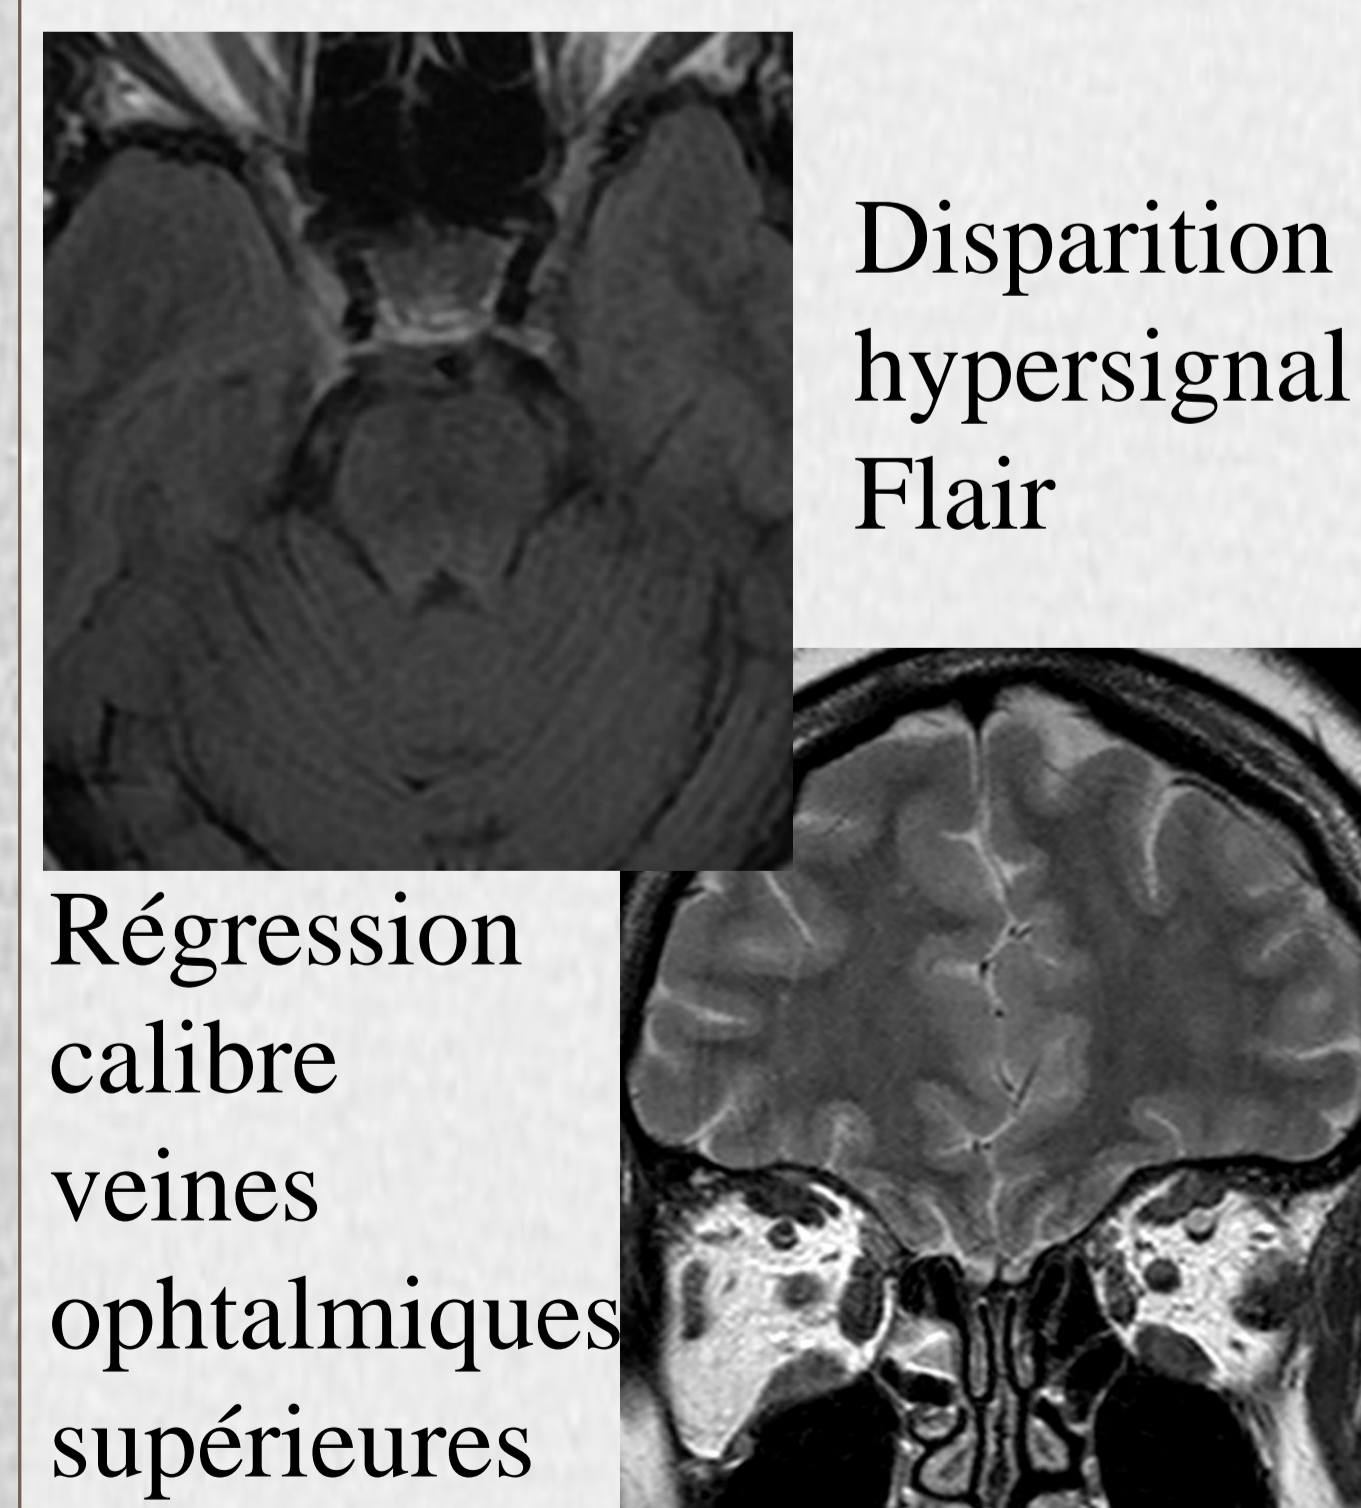 Disparition
hypersignal
Flair
Régression
calibre
veines
ophtalmiques
supérieures